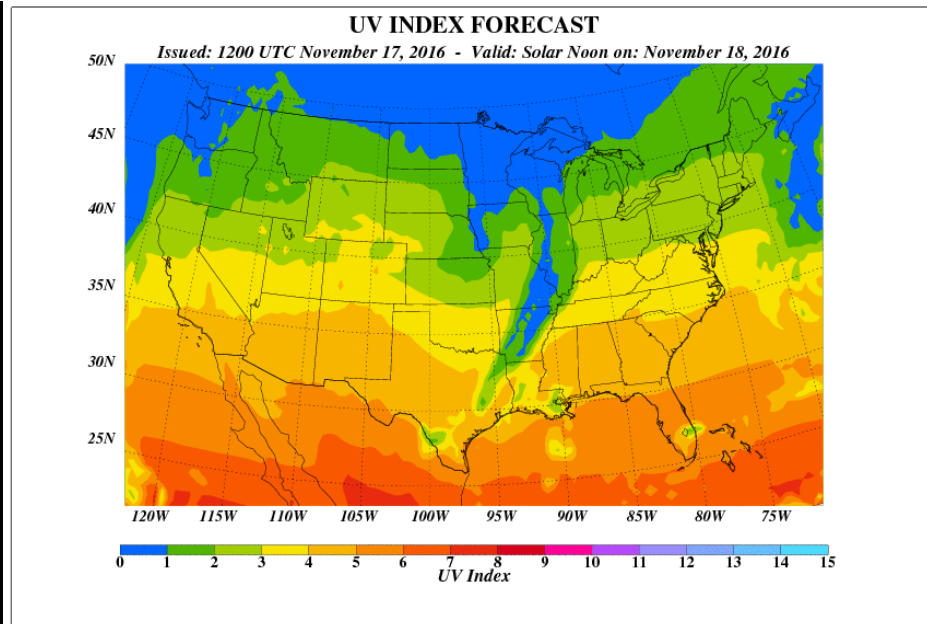 UV INDEX FORECAST
Issued: 1200 UTC November 17, 2016 - Valid: Solar Noon on: November 18, 2016
50N
45N
40N
35N
30N
25N
120W 115W 110W 105W 100W 95W 90W 85W 80W 75W
0 1 2 3 4 5 6 7 8 9 10 11 12 13 14 15
UV Index